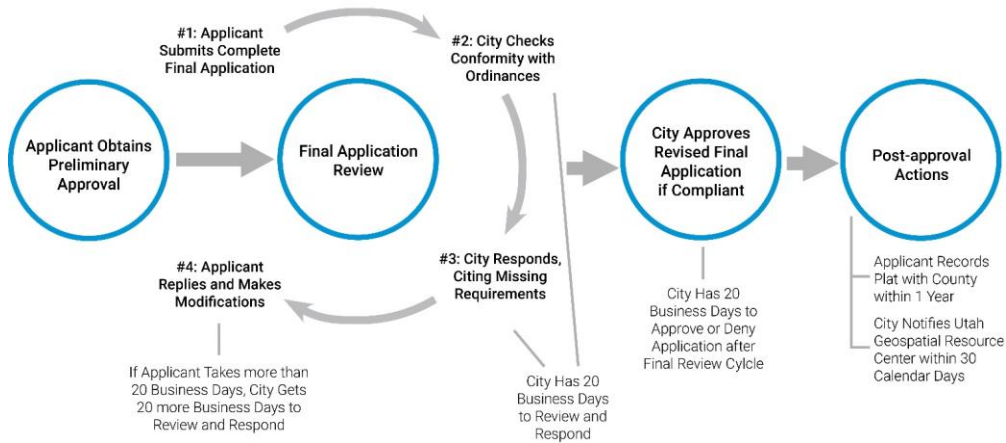 #1: Applicant
Submits Complete
Final Application
#2: City Checks
Conformity with
Ordinances
Applicant Obtains
Preliminary
Approval
Final Application
Review
City Approves
Revised Final
Application
if Compliant
Post-approval
Actions
#4: Applicant
Replies and Makes
Modifications
#3: City Responds,
Citing Missing
Requirements
If Applicant Takes more than
20 Business Days, City Gets
20 more Business Days to
Review and Respond
City Has 20
Business Days
to Review and
Respond
City Has 20
Business Days to
Approve or Deny
Application after
Final Review Cylcle
Applicant Records
Plat with County
within 1 Year
City Notifies Utah
Geospatial Resource
Center within 30
Calendar Days